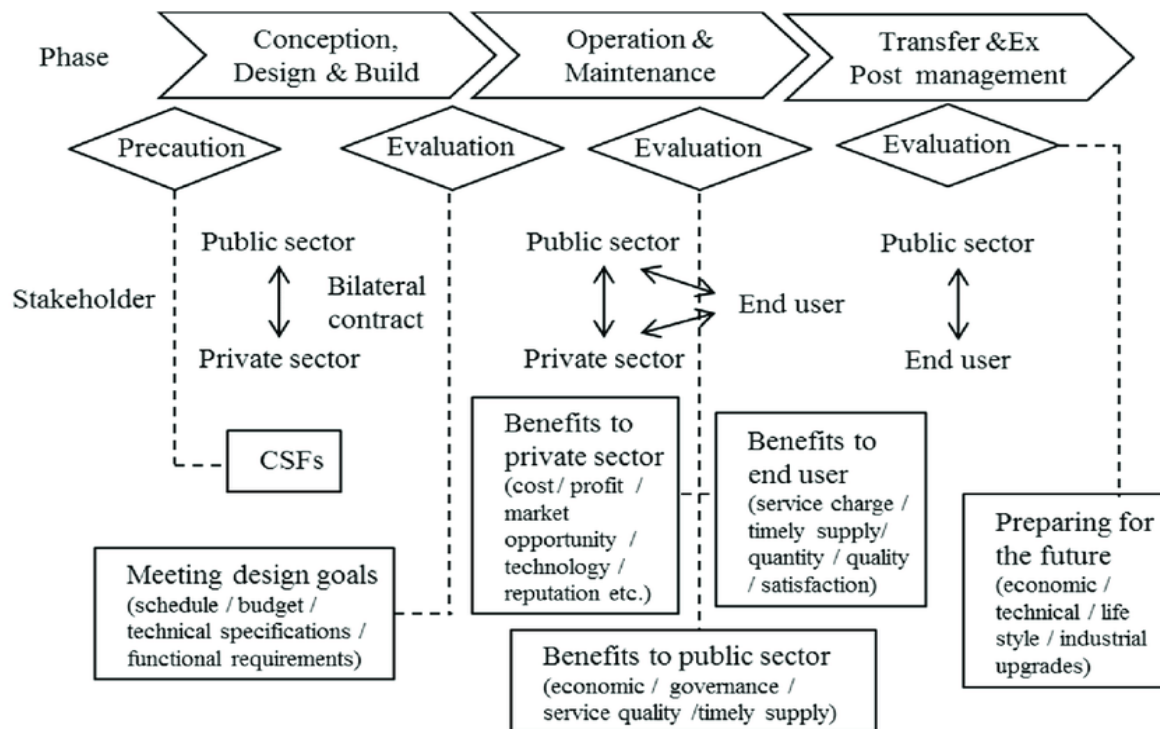 Phase
Conception,
Design & Build
Operation &
Maintenance
Transfer &Ex
Post management
Precaution
Evaluation
Evaluation
Evaluation
Stakeholder
Public sector
Bilateral
contract
Private sector
Public sector
End user
Private sector
Public sector
End user
CSFs
Meeting design goals
(schedule / budget /
technical specifications /
functional requirements)
Benefits to
private sector
(cost / profit /
market
opportunity /
technology /
reputation etc.)
Benefits to
end user
(service charge /
timely supply/
quantity / quality
/ satisfaction)
Benefits to public sector
(economic / governance /
service quality /timely supply)
Preparing for
the future
(economic /
technical / life
style / industrial
upgrades)